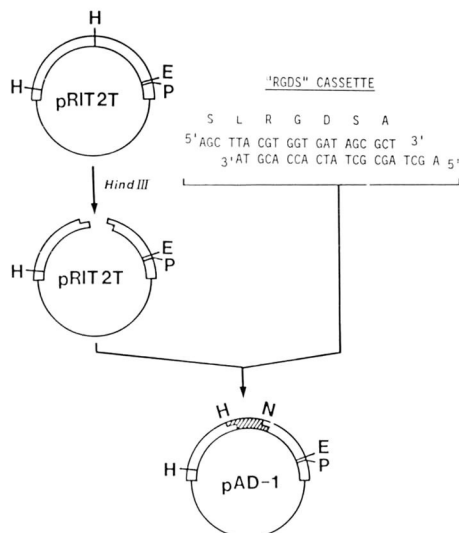 H
H
E
P
pRIT2T
"RGDS" CASSETTE
S L R G D S A
5'AGC TTA CGT GGT GAT AGC GCT 3'
3'AT GCA CCA CTA TCG CGA TCG A 5'
Hind III
H
E
P
pRIT2T
H N
H
E
P
pAD-1